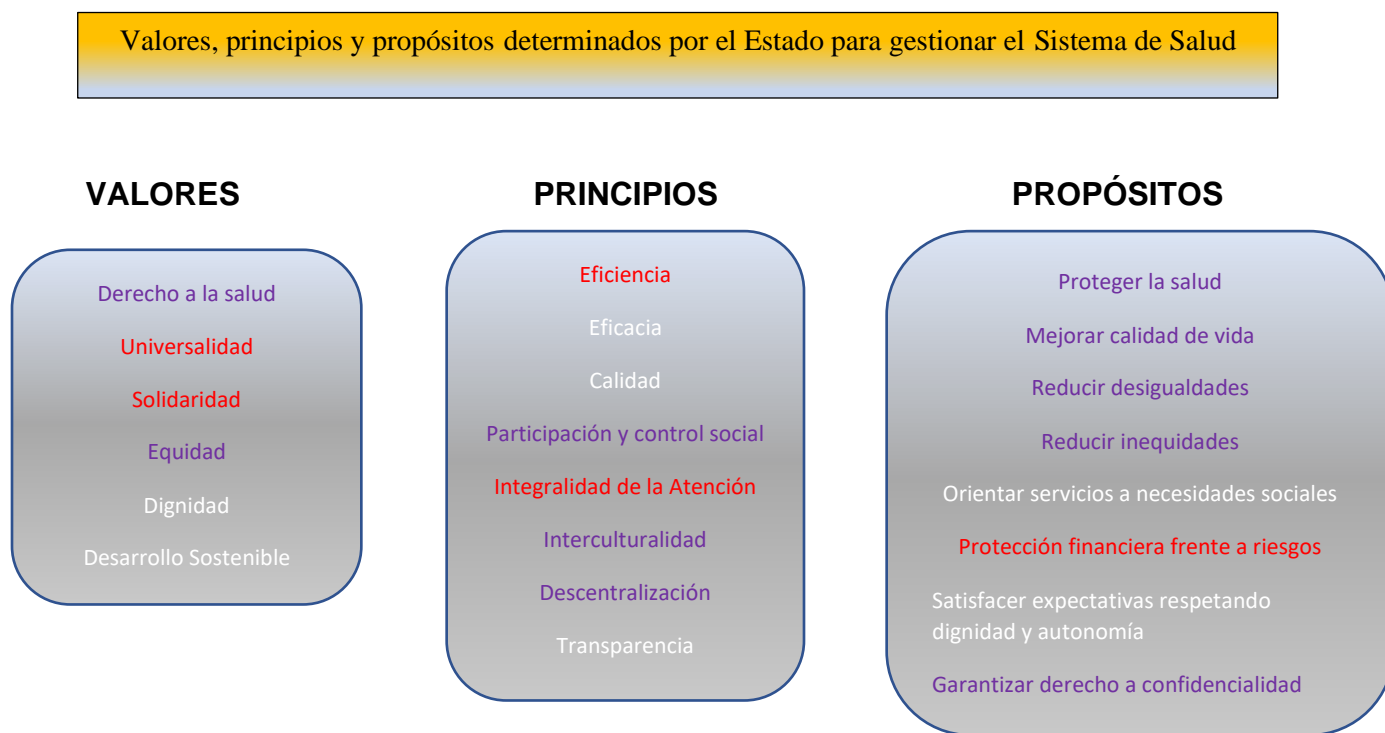 Valores, principios y propósitos determinados por el Estado para gestionar el Sistema de Salud
VALORES
Derecho a la salud
Universalidad
Solidaridad
Equidad
Dignidad
Desarrollo Sostenible
PRINCIPIOS
Eficiencia
Eficacia
Calidad
Participación y control social
Integralidad de la Atención
Interculturalidad
Descentralización
Transparencia
PROPÓSITOS
Proteger la salud
Mejorar calidad de vida
Reducir desigualdades
Reducir inequidades
Orientar servicios a necesidades sociales
Protección financiera frente a riesgos
Satisfacer expectativas respetando
dignidad y autonomía
Garantizar derecho a confidencialidad